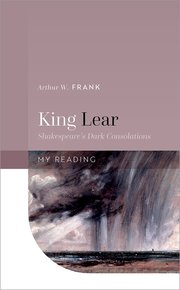 Arthur W. FRANK
King Lear
Shakespeare's Dark Consolations
MY READING